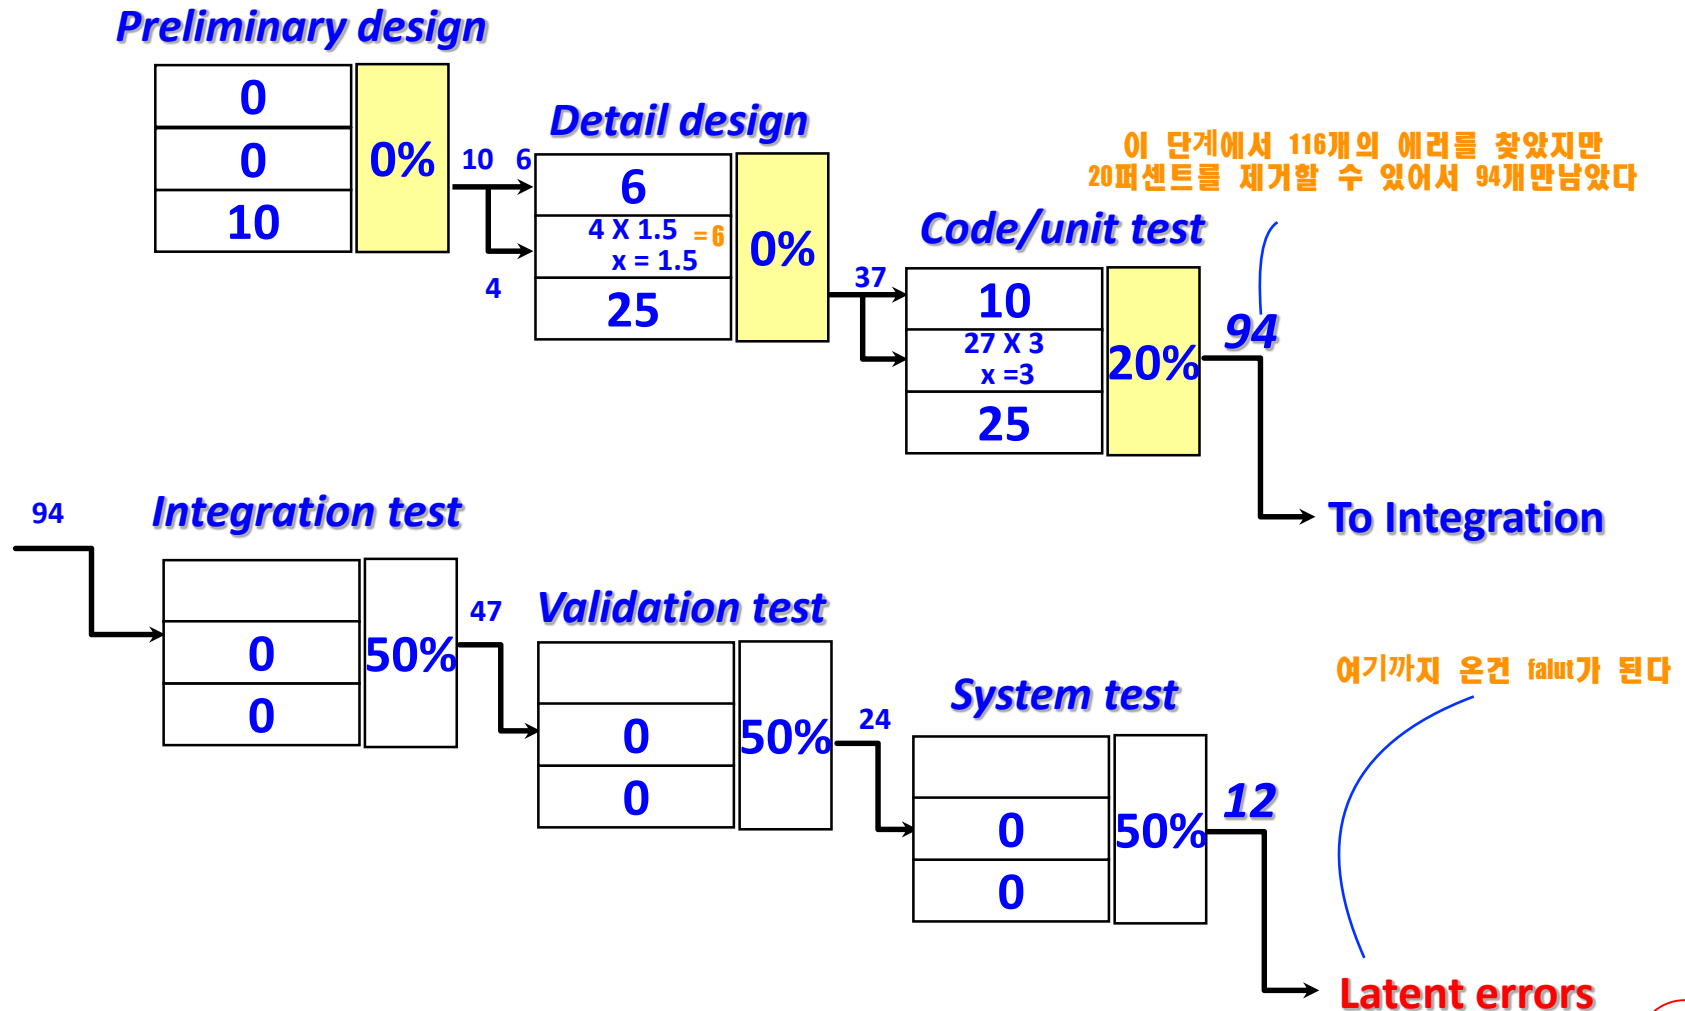 Preliminary design
0
0
10
0%
10 6
4
Detail design
6
4 X 1.5 = 6
x = 1.5
25
0%
37
이 단계에서 116개의 에러를 찾았지만
20퍼센트를 제거할 수 있어서 94개만남았다
Code/unit test
10
27 X 3
x =3
25
20%
94
To Integration
94
Integration test
0
0
50%
47
Validation test
0
0
50%
24
System test
0
0
50%
12
여기까지 온건 falut가 된다
Latent errors